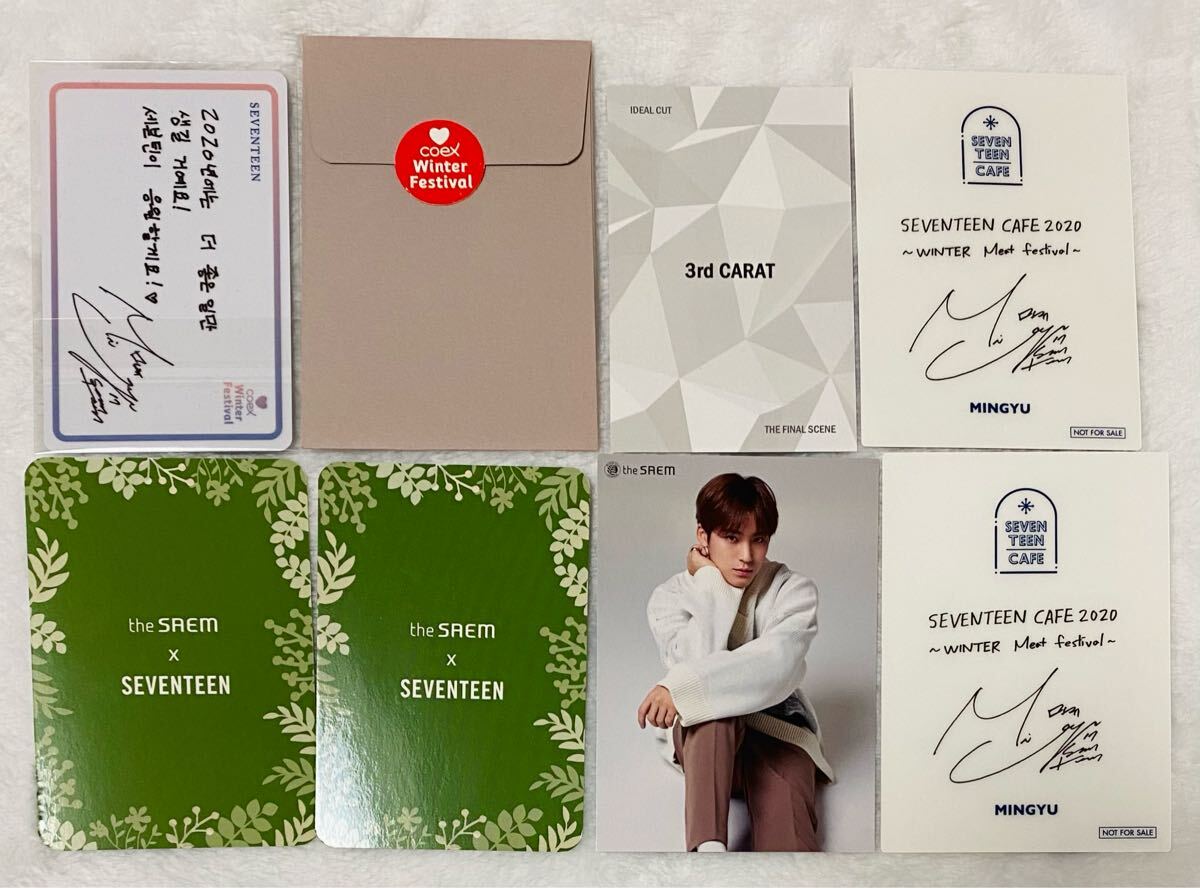 SEVENTEEN
2020년에는 더 좋은 일만
생길 거예요!
세븐틴이 응원할게요!♡
coex
Winter
Festival
coex
Winter
Festival
IDEAL CUT
3rd CARAT
THE FINAL SCENE
SEVEN
TEEN
CAFE
SEVENTEEN CAFE 2020
~WINTER Meet festival~
MINGYU
NOT FOR SALE
the SAEM
x
SEVENTEEN
the SAEM
x
SEVENTEEN
the SAEM
SEVEN
TEEN
CAFE
SEVENTEEN CAFE 2020
~WINTER Meet festival~
MINGYU
NOT FOR SALE